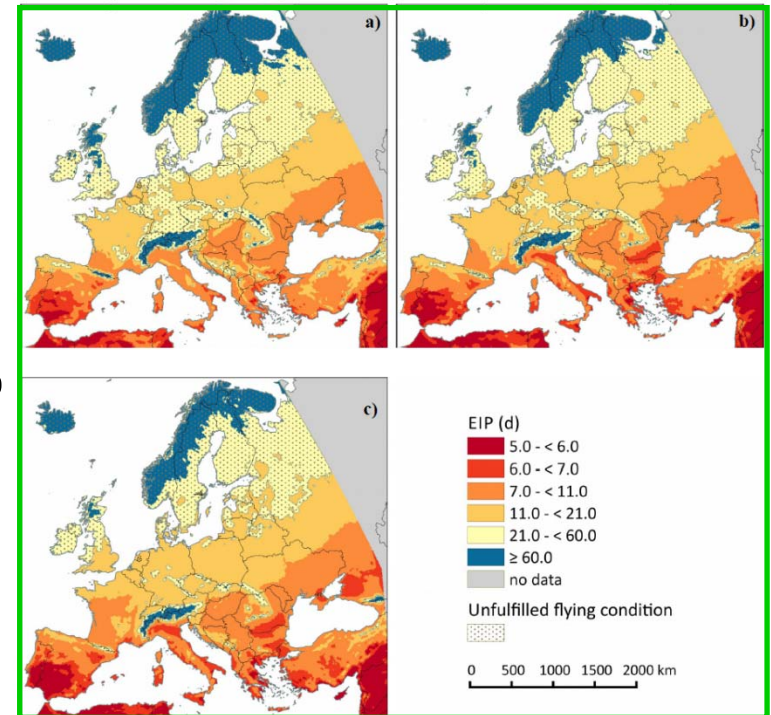 a)
b)
c)
)
EIP (d)
5.0 - < 6.0
6.0 - < 7.0
7.0 - < 11.0
11.0 - < 21.0
21.0 - < 60.0
≥ 60.0
no data
Unfulfilled flying condition
0 500 1000 1500 2000 km